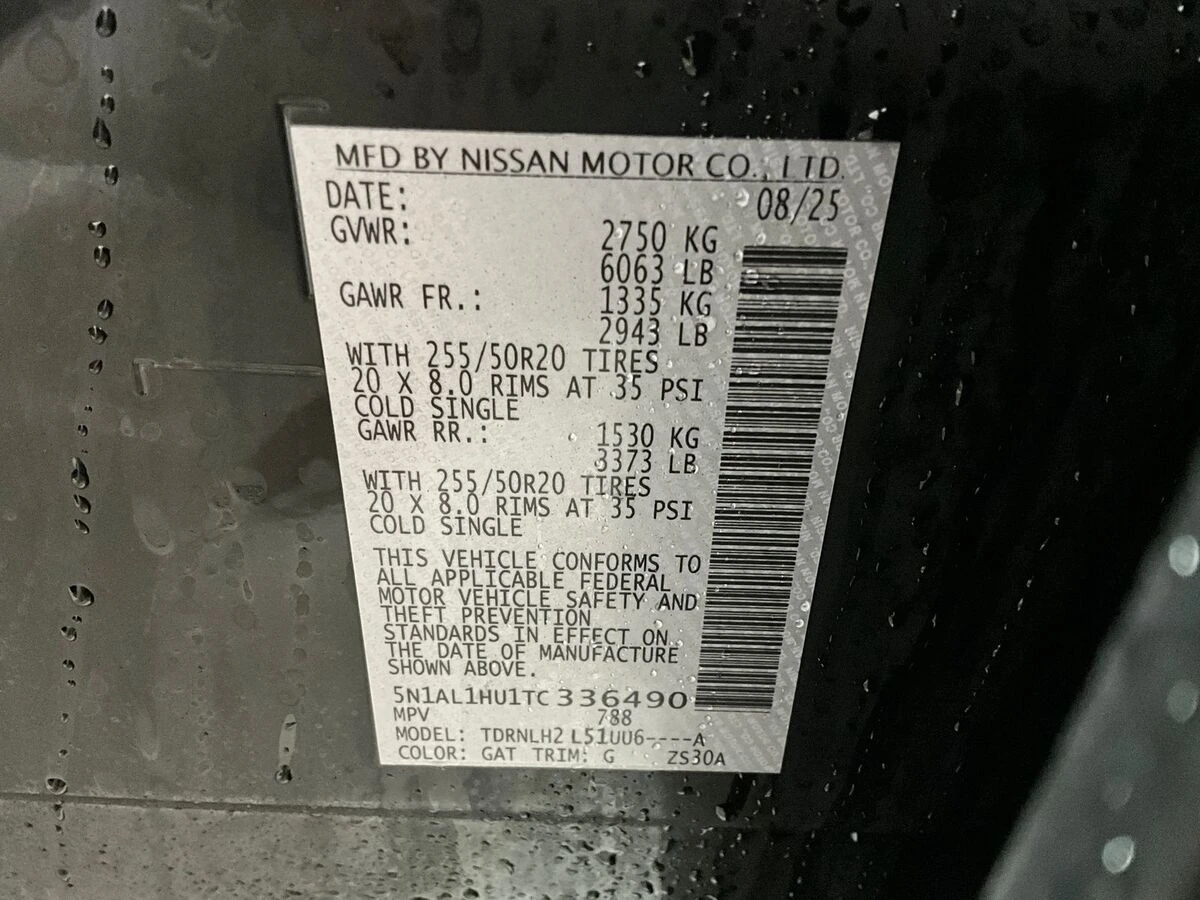 MFD BY NISSAN MOTOR CO., LTD.
DATE: 08/25
GVWR: 2750 KG
6063 LB
GAWR FR.: 1335 KG
2943 LB
WITH 255/50R20 TIRES
20 X 8.0 RIMS AT 35 PSI
COLD SINGLE
GAWR RR.: 1530 KG
3373 LB
WITH 255/50R20 TIRES
20 X 8.0 RIMS AT 35 PSI
COLD SINGLE
THIS VEHICLE CONFORMS TO
ALL APPLICABLE FEDERAL
MOTOR VEHICLE SAFETY AND
THEFT PREVENTION
STANDARDS IN EFFECT ON
THE DATE OF MANUFACTURE
SHOWN ABOVE.
5N1AL1HU1TC 336490
MPV 788
MODEL: TDRNLH2 L51UU6----A
COLOR: GAT TRIM: G ZS30A